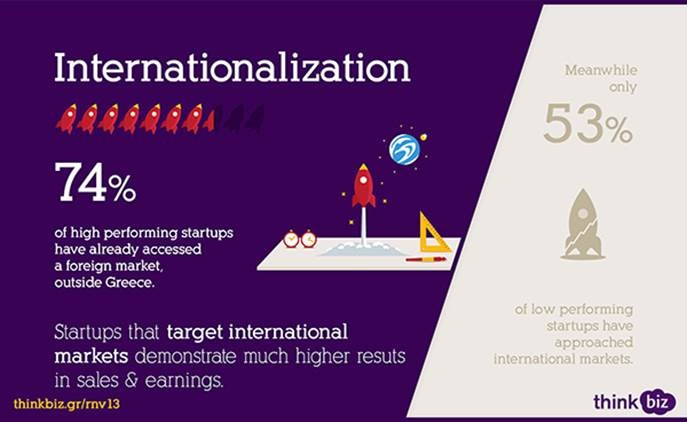 Internationalization
74%
of high performing startups
have already accessed
a foreign market,
outside Greece.
Startups that target international
markets demonstrate much higher resuts
in sales & earnings.
thinkbiz.gr/rnv13
Meanwhile
only
53%
of low performing
startups have
approached
international markets.
think biz